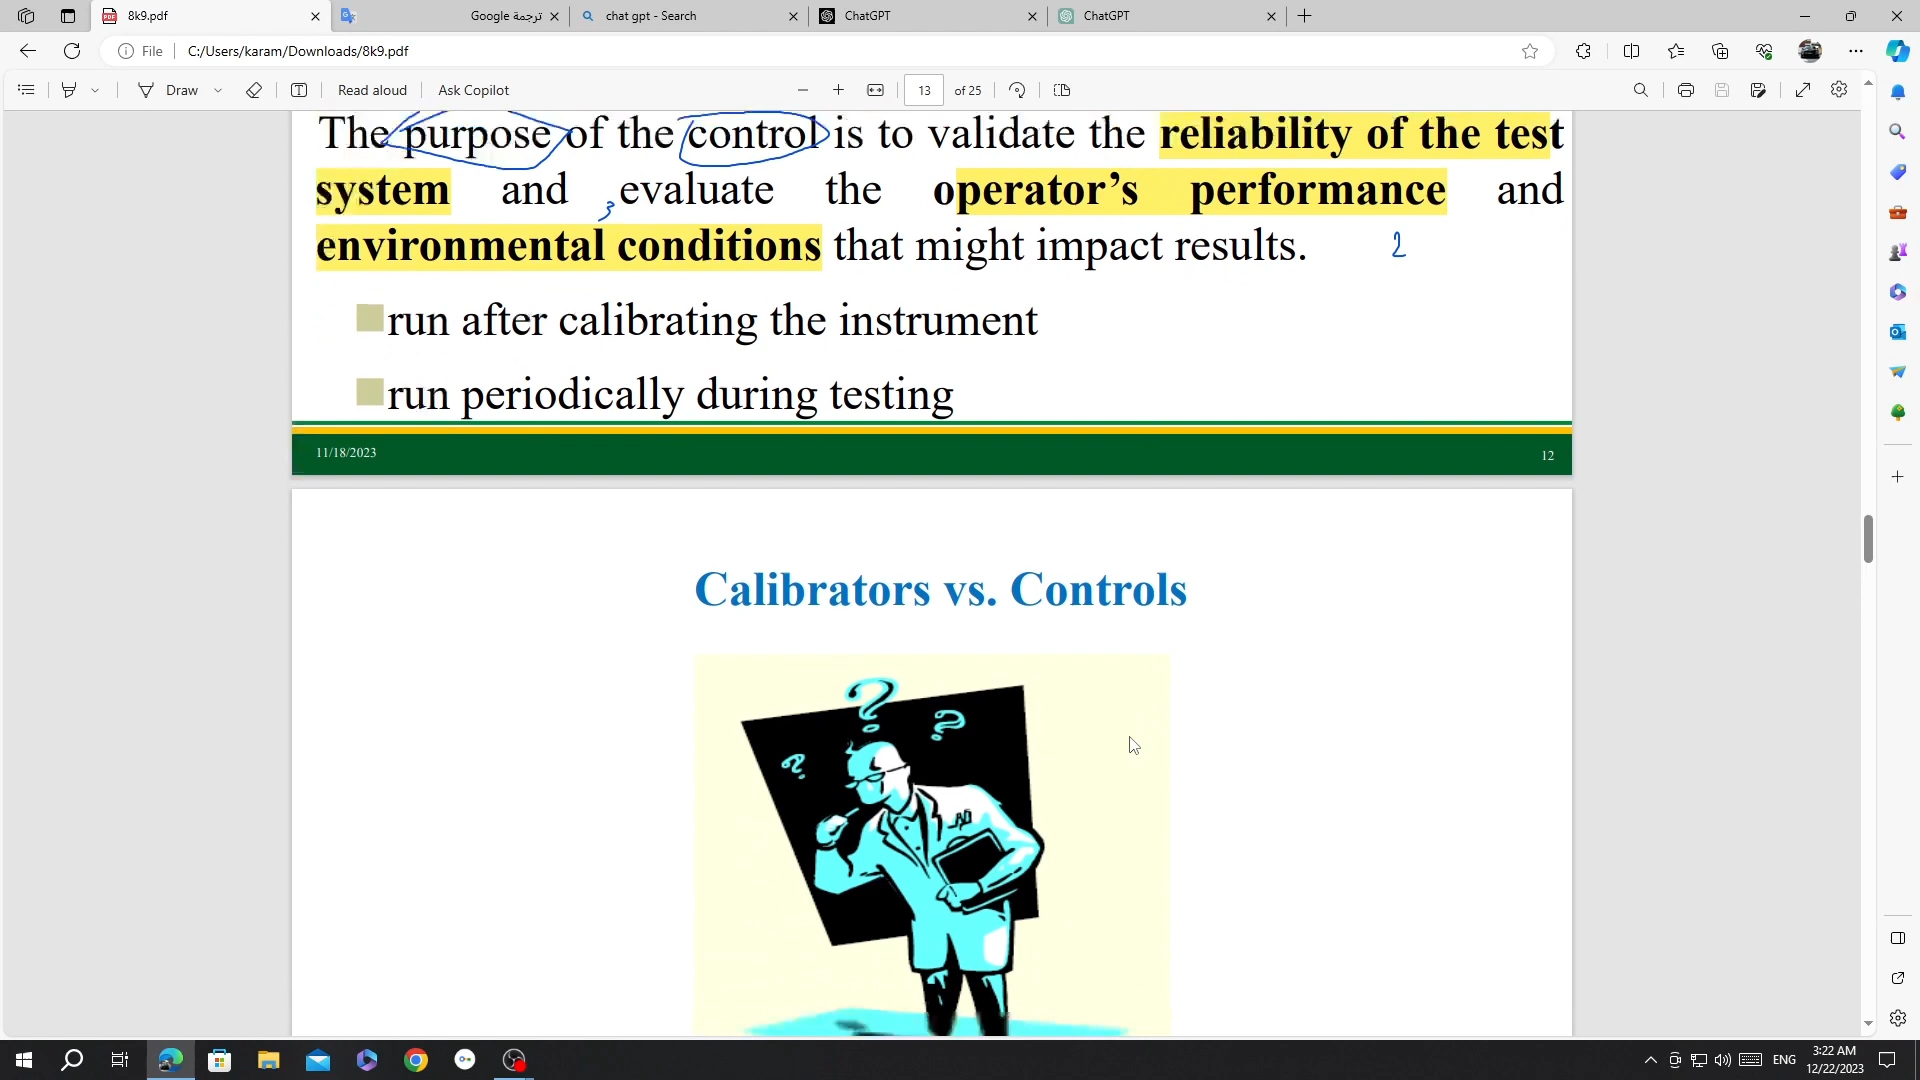 8k9.pdf
Google ترجمة
chat gpt - Search
ChatGPT
ChatGPT
File
C:/Users/karam/Downloads/8k9.pdf
Draw
Read aloud
Ask Copilot
13
of 25
The purpose of the control is to validate the reliability of the test
system and evaluate the operator’s performance and
3
environmental conditions that might impact results.
2
run after calibrating the instrument
run periodically during testing
11/18/2023
12
Calibrators vs. Controls
? ? ?
ENG
3:22 AM
12/22/2023